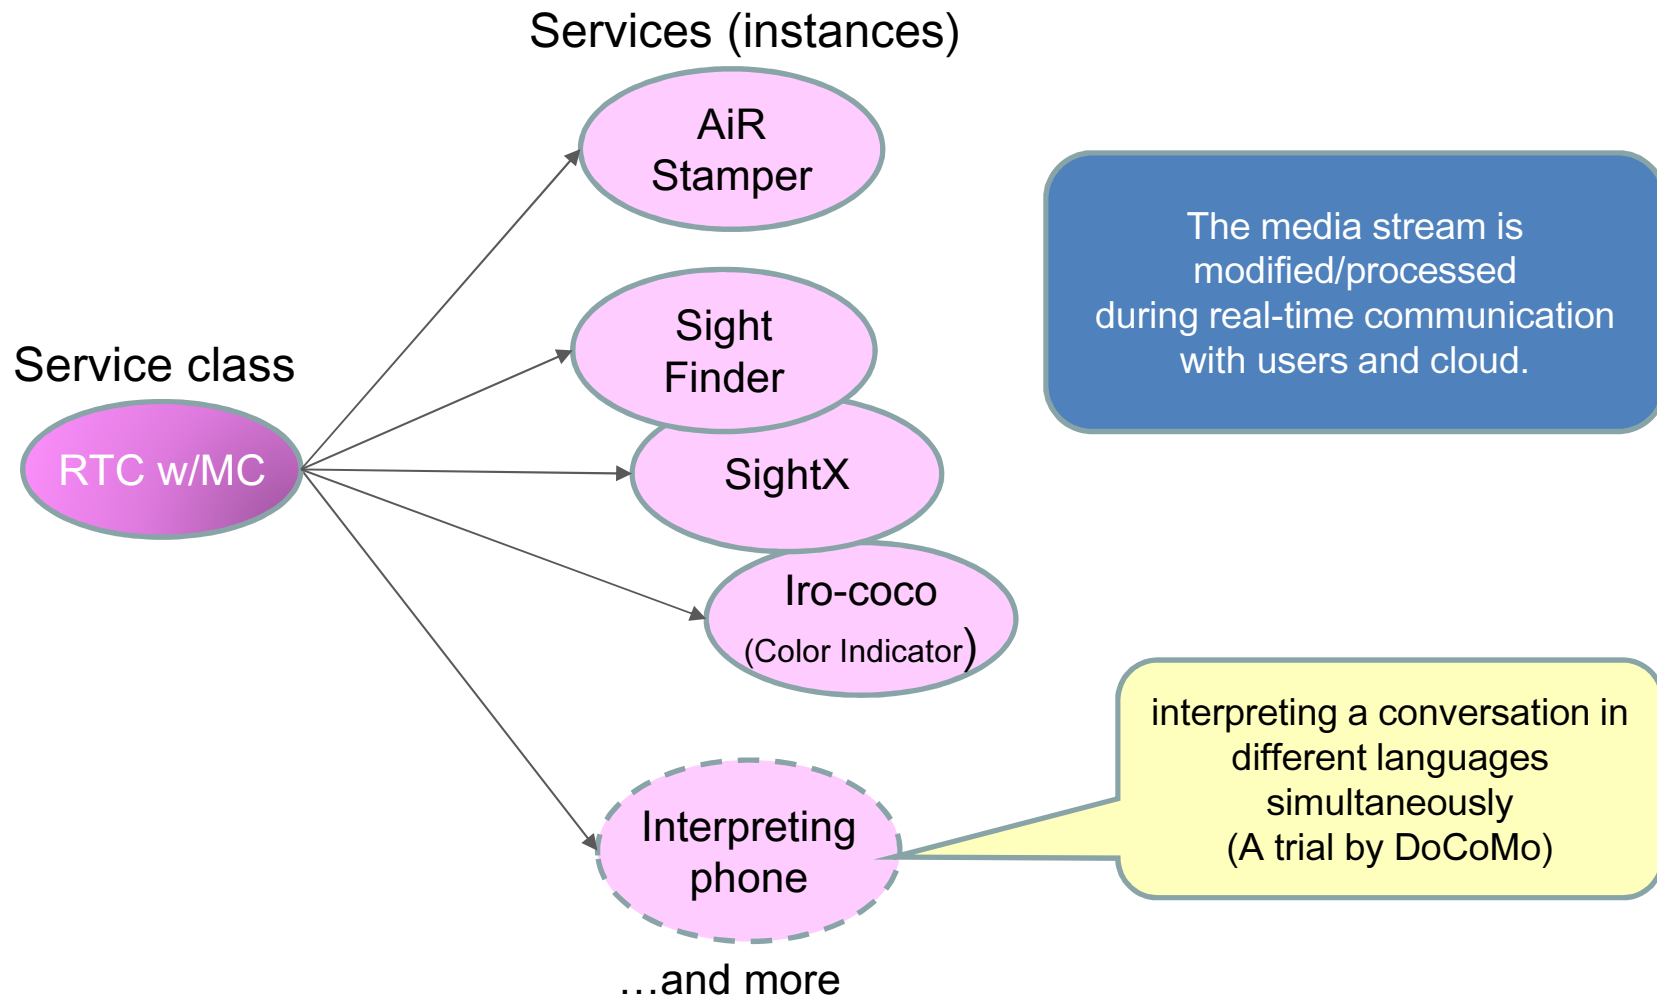 Services (instances)
AiR
Stamper
The media stream is
modified/processed
during real-time communication
with users and cloud.
Sight
Finder
Service class
RTC w/MC
SightX
Iro-coco
(Color Indicator)
interpreting a conversation in
different languages
simultaneously
(A trial by DoCoMo)
Interpreting
phone
…and more